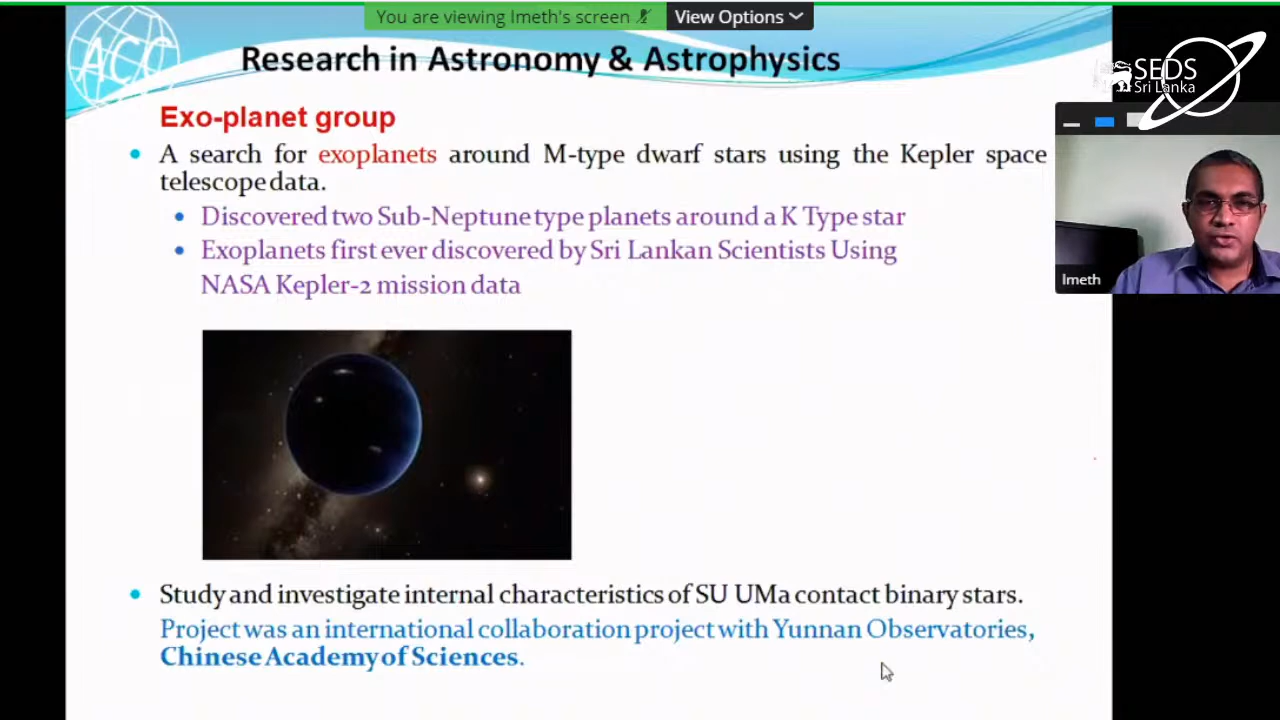 You are viewing Imeth's screen
View Options
ACC
Research in Astronomy & Astrophysics
SEDS
Sri Lanka
Exo-planet group
A search for exoplanets around M-type dwarf stars using the Kepler space
telescope data.
Discovered two Sub-Neptune type planets around a K Type star
Exoplanets first ever discovered by Sri Lankan Scientists Using
NASA Kepler-2 mission data
Imeth
Study and investigate internal characteristics of SU UMa contact binary stars.
Project was an international collaboration project with Yunnan Observatories,
Chinese Academy of Sciences.